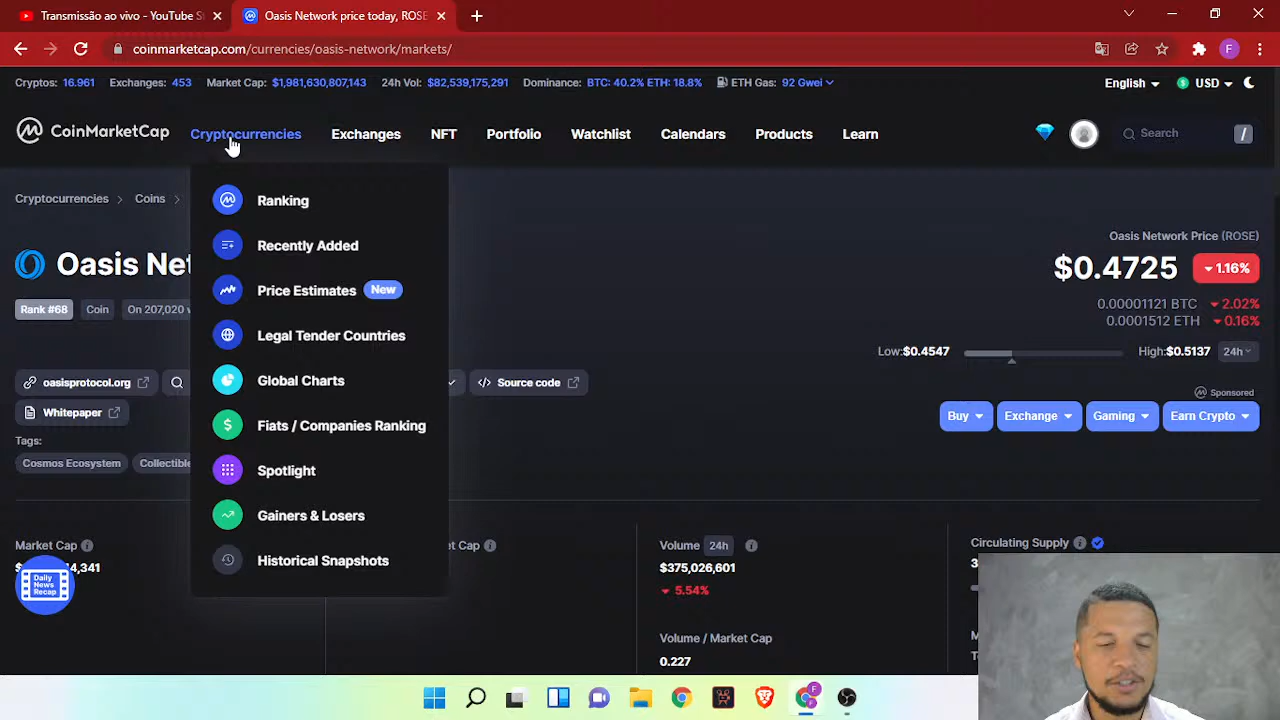 Transmissão ao vivo - YouTube S
Oasis Network price today, ROSE
coinmarketcap.com/currencies/oasis-network/markets/
F
Cryptos: 16.961 Exchanges: 453 Market Cap: $1,981,630,807,143 24h Vol: $82,539,175,291 Dominance: BTC: 40.2% ETH: 18.8% ETH Gas: 92 Gwei
English USD
CoinMarketCap Cryptocurrencies Exchanges NFT Portfolio Watchlist Calendars Products Learn Search /
Cryptocurrencies Coins
Ranking
Recently Added
Price Estimates New
Legal Tender Countries
Global Charts
Fiats / Companies Ranking
Spotlight
Gainers & Losers
Historical Snapshots
Oasis Net
Rank #68 Coin On 207,020 w
oasisprotocol.org
Source code
Whitepaper
Tags:
Cosmos Ecosystem Collectible
Oasis Network Price (ROSE)
$0.4725 1.16%
0.00001121 BTC 2.02%
0.0001512 ETH 0.16%
Low: $0.4547 High: $0.5137 24h
Sponsored
Buy Exchange Gaming Earn Crypto
Market Cap
4,341
Daily
News
Recap
et Cap
Volume 24h
$375,026,601
5.54%
Volume / Market Cap
0.227
Circulating Supply
3
M
To
F